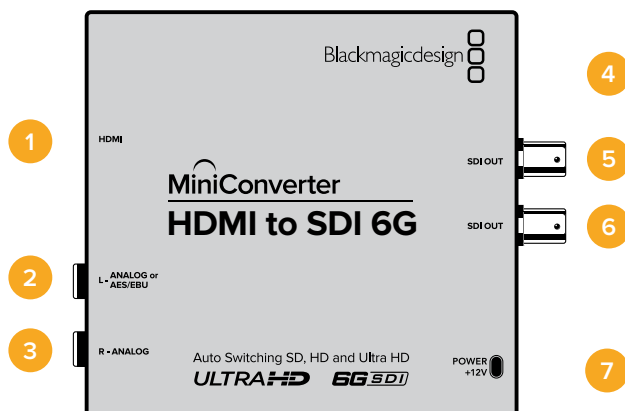 Blackmagicdesign
4
1
HDMI
SDI OUT
5
MiniConverter
HDMI to SDI 6G
SDI OUT
6
2
L - ANALOG or
AES/EBU
3
R - ANALOG
Auto Switching SD, HD and Ultra HD
ULTRA HD 6G SDI
POWER
+12V
7